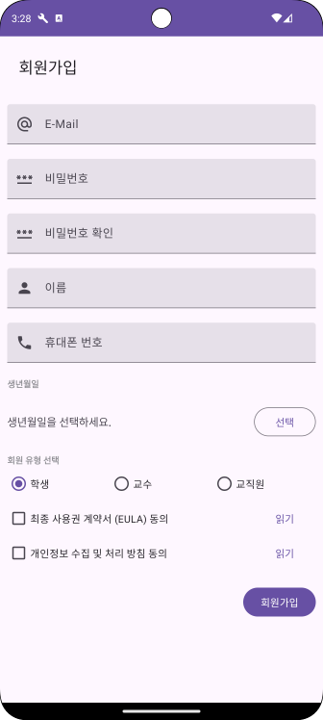 3:28
회원가입
E-Mail
비밀번호
비밀번호 확인
이름
휴대폰 번호
생년월일
생년월일을 선택하세요.
선택
회원 유형 선택
학생 교수 교직원
최종 사용권 계약서 (EULA) 동의 읽기
개인정보 수집 및 처리 방침 동의 읽기
회원가입